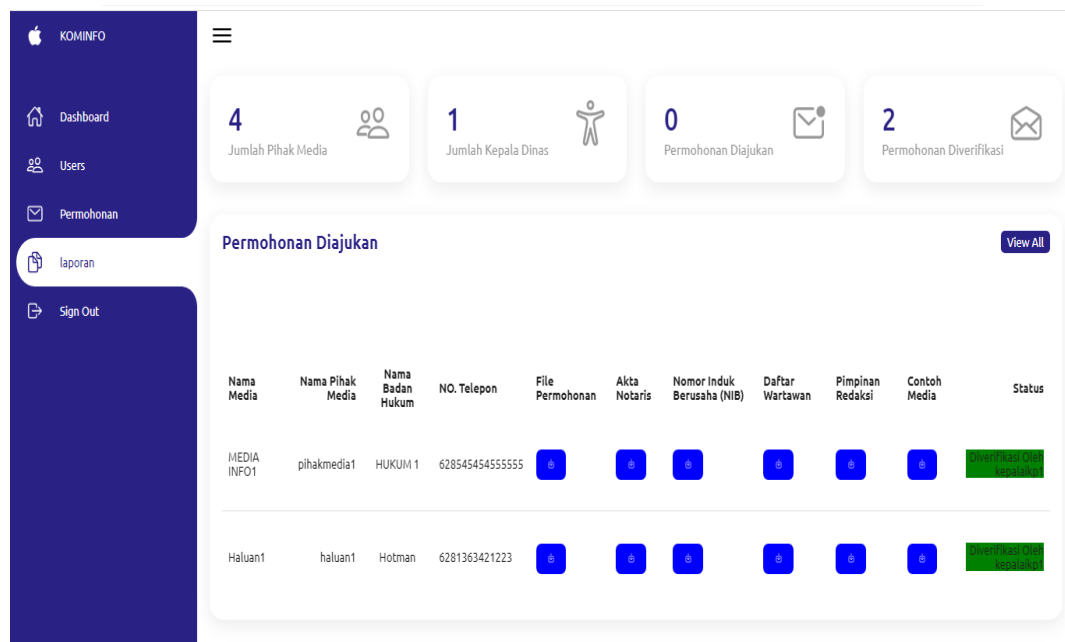 KOMINFO
Dashboard
Users
Permohonan
laporan
Sign Out
4
Jumlah Pihak Media
1
Jumlah Kepala Dinas
0
Permohonan Diajukan
2
Permohonan Diverifikasi
Permohonan Diajukan
View All
Nama
Media
Nama Pihak
Media
Nama
Badan
Hukum
NO. Telepon
File
Permohonan
Akta
Notaris
Nomor Induk
Berusaha (NIB)
Daftar
Wartawan
Pimpinan
Redaksi
Contoh
Media
Status
MEDIA
INFO1
pihakmedia1
HUKUM 1
628545454555555
Diverifikasi Oleh
kepalaikp1
Haluan1
haluan1
Hotman
6281363421223
Diverifikasi Oleh
kepalaikp1